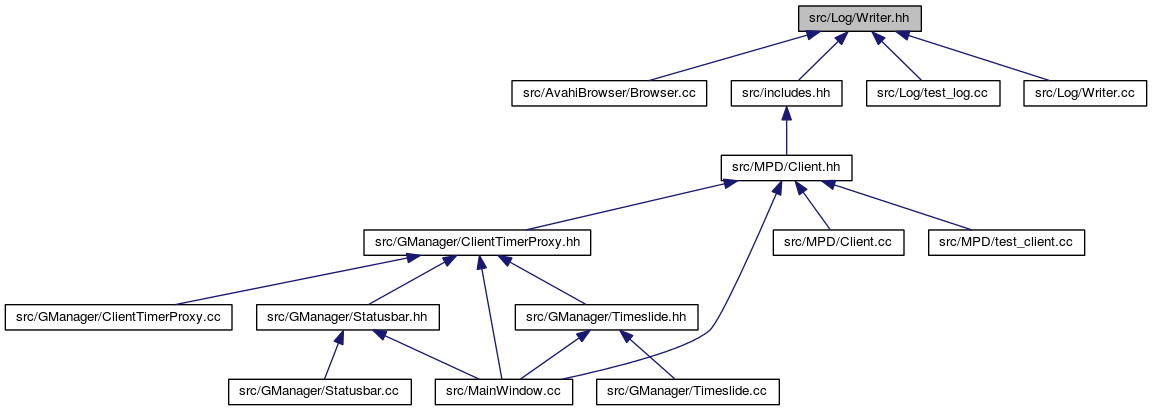 src/Log/Writer.hh
src/AvahiBrowser/Browser.cc
src/includes.hh
src/Log/test_log.cc
src/Log/Writer.cc
src/MPD/Client.hh
src/GManager/ClientTimerProxy.hh
src/MPD/Client.cc
src/MPD/test_client.cc
src/GManager/ClientTimerProxy.cc
src/GManager/Statusbar.hh
src/GManager/Timeslide.hh
src/GManager/Statusbar.cc
src/MainWindow.cc
src/GManager/Timeslide.cc